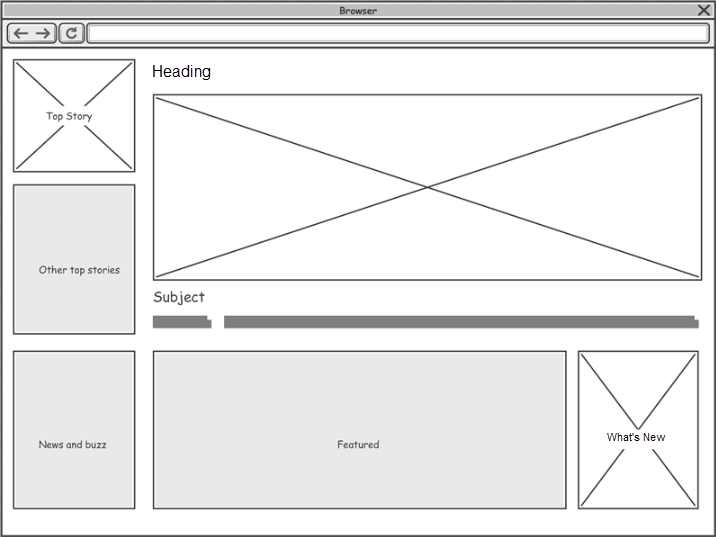 Browser
Top Story
Heading
Other top stories
Subject
News and buzz
Featured
What's New